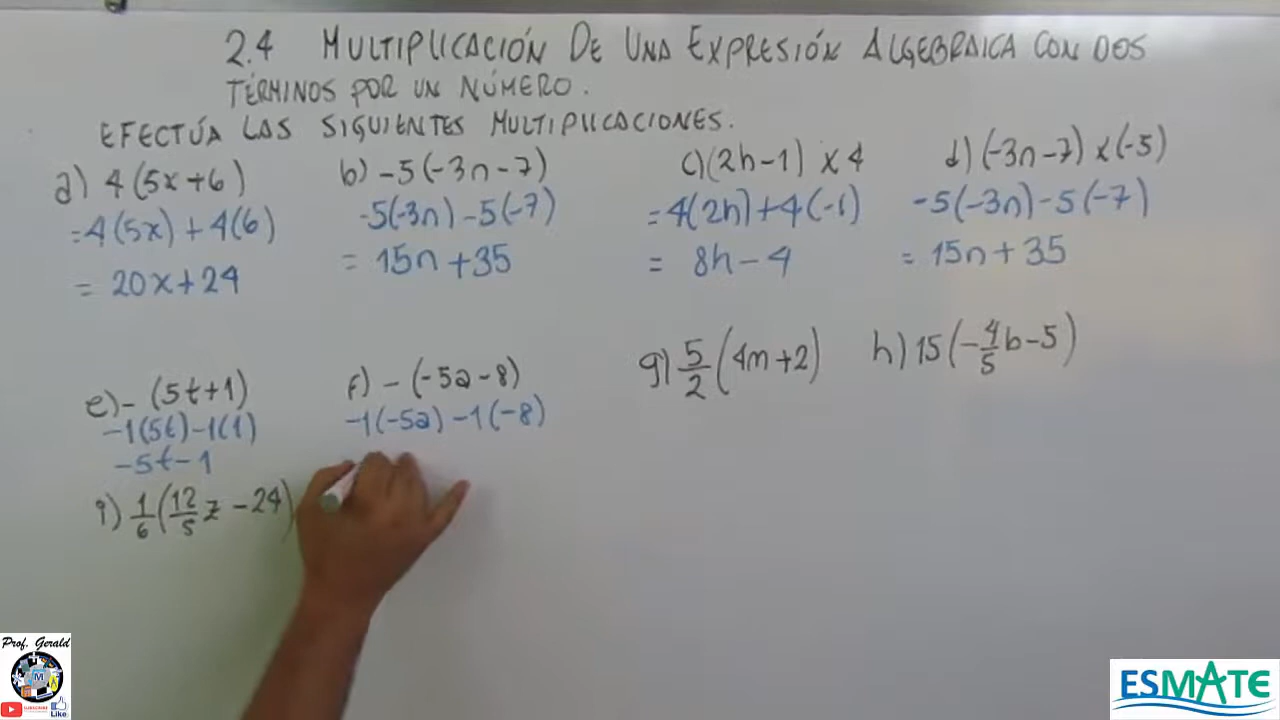 2.4 MULTIPLICACIÓN DE UNA EXPRESIÓN ALGEBRAICA CON DOS
TÉRMINOS POR UN NÚMERO.
EFECTÚA LAS SIGUIENTES MULTIPLICACIONES.
a) 4(5x+6)
=4(5x)+4(6)
= 20x+24
b) -5(-3n-7)
-5(-3n)-5(-7)
= 15n+35
c) (2h-1) x 4
=4(2h)+4(-1)
= 8h-4
d) (-3n-7)x(-5)
-5(-3n)-5(-7)
= 15n+35
e) -(5t+1)
-1(5t)-1(1)
-5t-1
f) -(-5a-8)
-1(-5a)-1(-8)
g) 5/2(4m+2)
h) 15(-4/5b-5)
i) 1/6(12/5z-24)
Prof. Gerald
M
SUBSCRIBE
Like
ESMATE